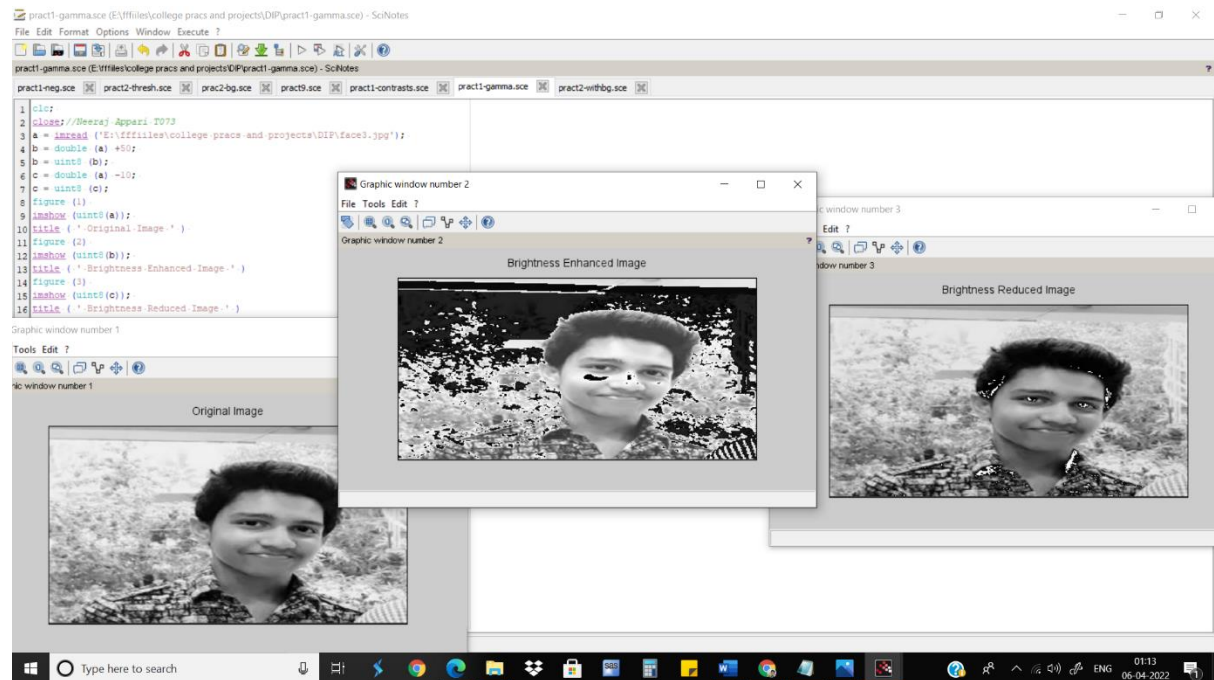 pract1-gamma.sce (E:\fffiiles\college pracs and projects\DIP\pract1-gamma.sce) - SciNotes
File Edit Format Options Window Execute ?
pract1-gamma.sce (E:\fffiiles\college pracs and projects\DIP\pract1-gamma.sce) - SciNotes
pract1-neg.sce pract2-thresh.sce prac2-bg.sce pract9.sce pract1-contrasts.sce pract1-gamma.sce pract2-withbg.sce
1 clc;
2 close;//Neeraj Appari T073
3 a = imread ('E:\fffiiles\college pracs and projects\DIP\face3.jpg');
4 b = double (a) +50;
5 b = uint8 (b);
6 c = double (a) -10;
7 c = uint8 (c);
8 figure (1)
9 imshow (uint8(a));
10 title ( ' Original Image ' )
11 figure (2)
12 imshow (uint8(b));
13 title ( ' Brightness Enhanced Image ' )
14 figure (3)
15 imshow (uint8(c));
16 title ( ' Brightness Reduced Image ' )
Graphic window number 2
File Tools Edit ?
Graphic window number 2
Brightness Enhanced Image
ic window number 3
Edit ?
ndow number 3
Brightness Reduced Image
Graphic window number 1
Tools Edit ?
hic window number 1
Original Image
Type here to search
SAS
ENG
01:13
06-04-2022